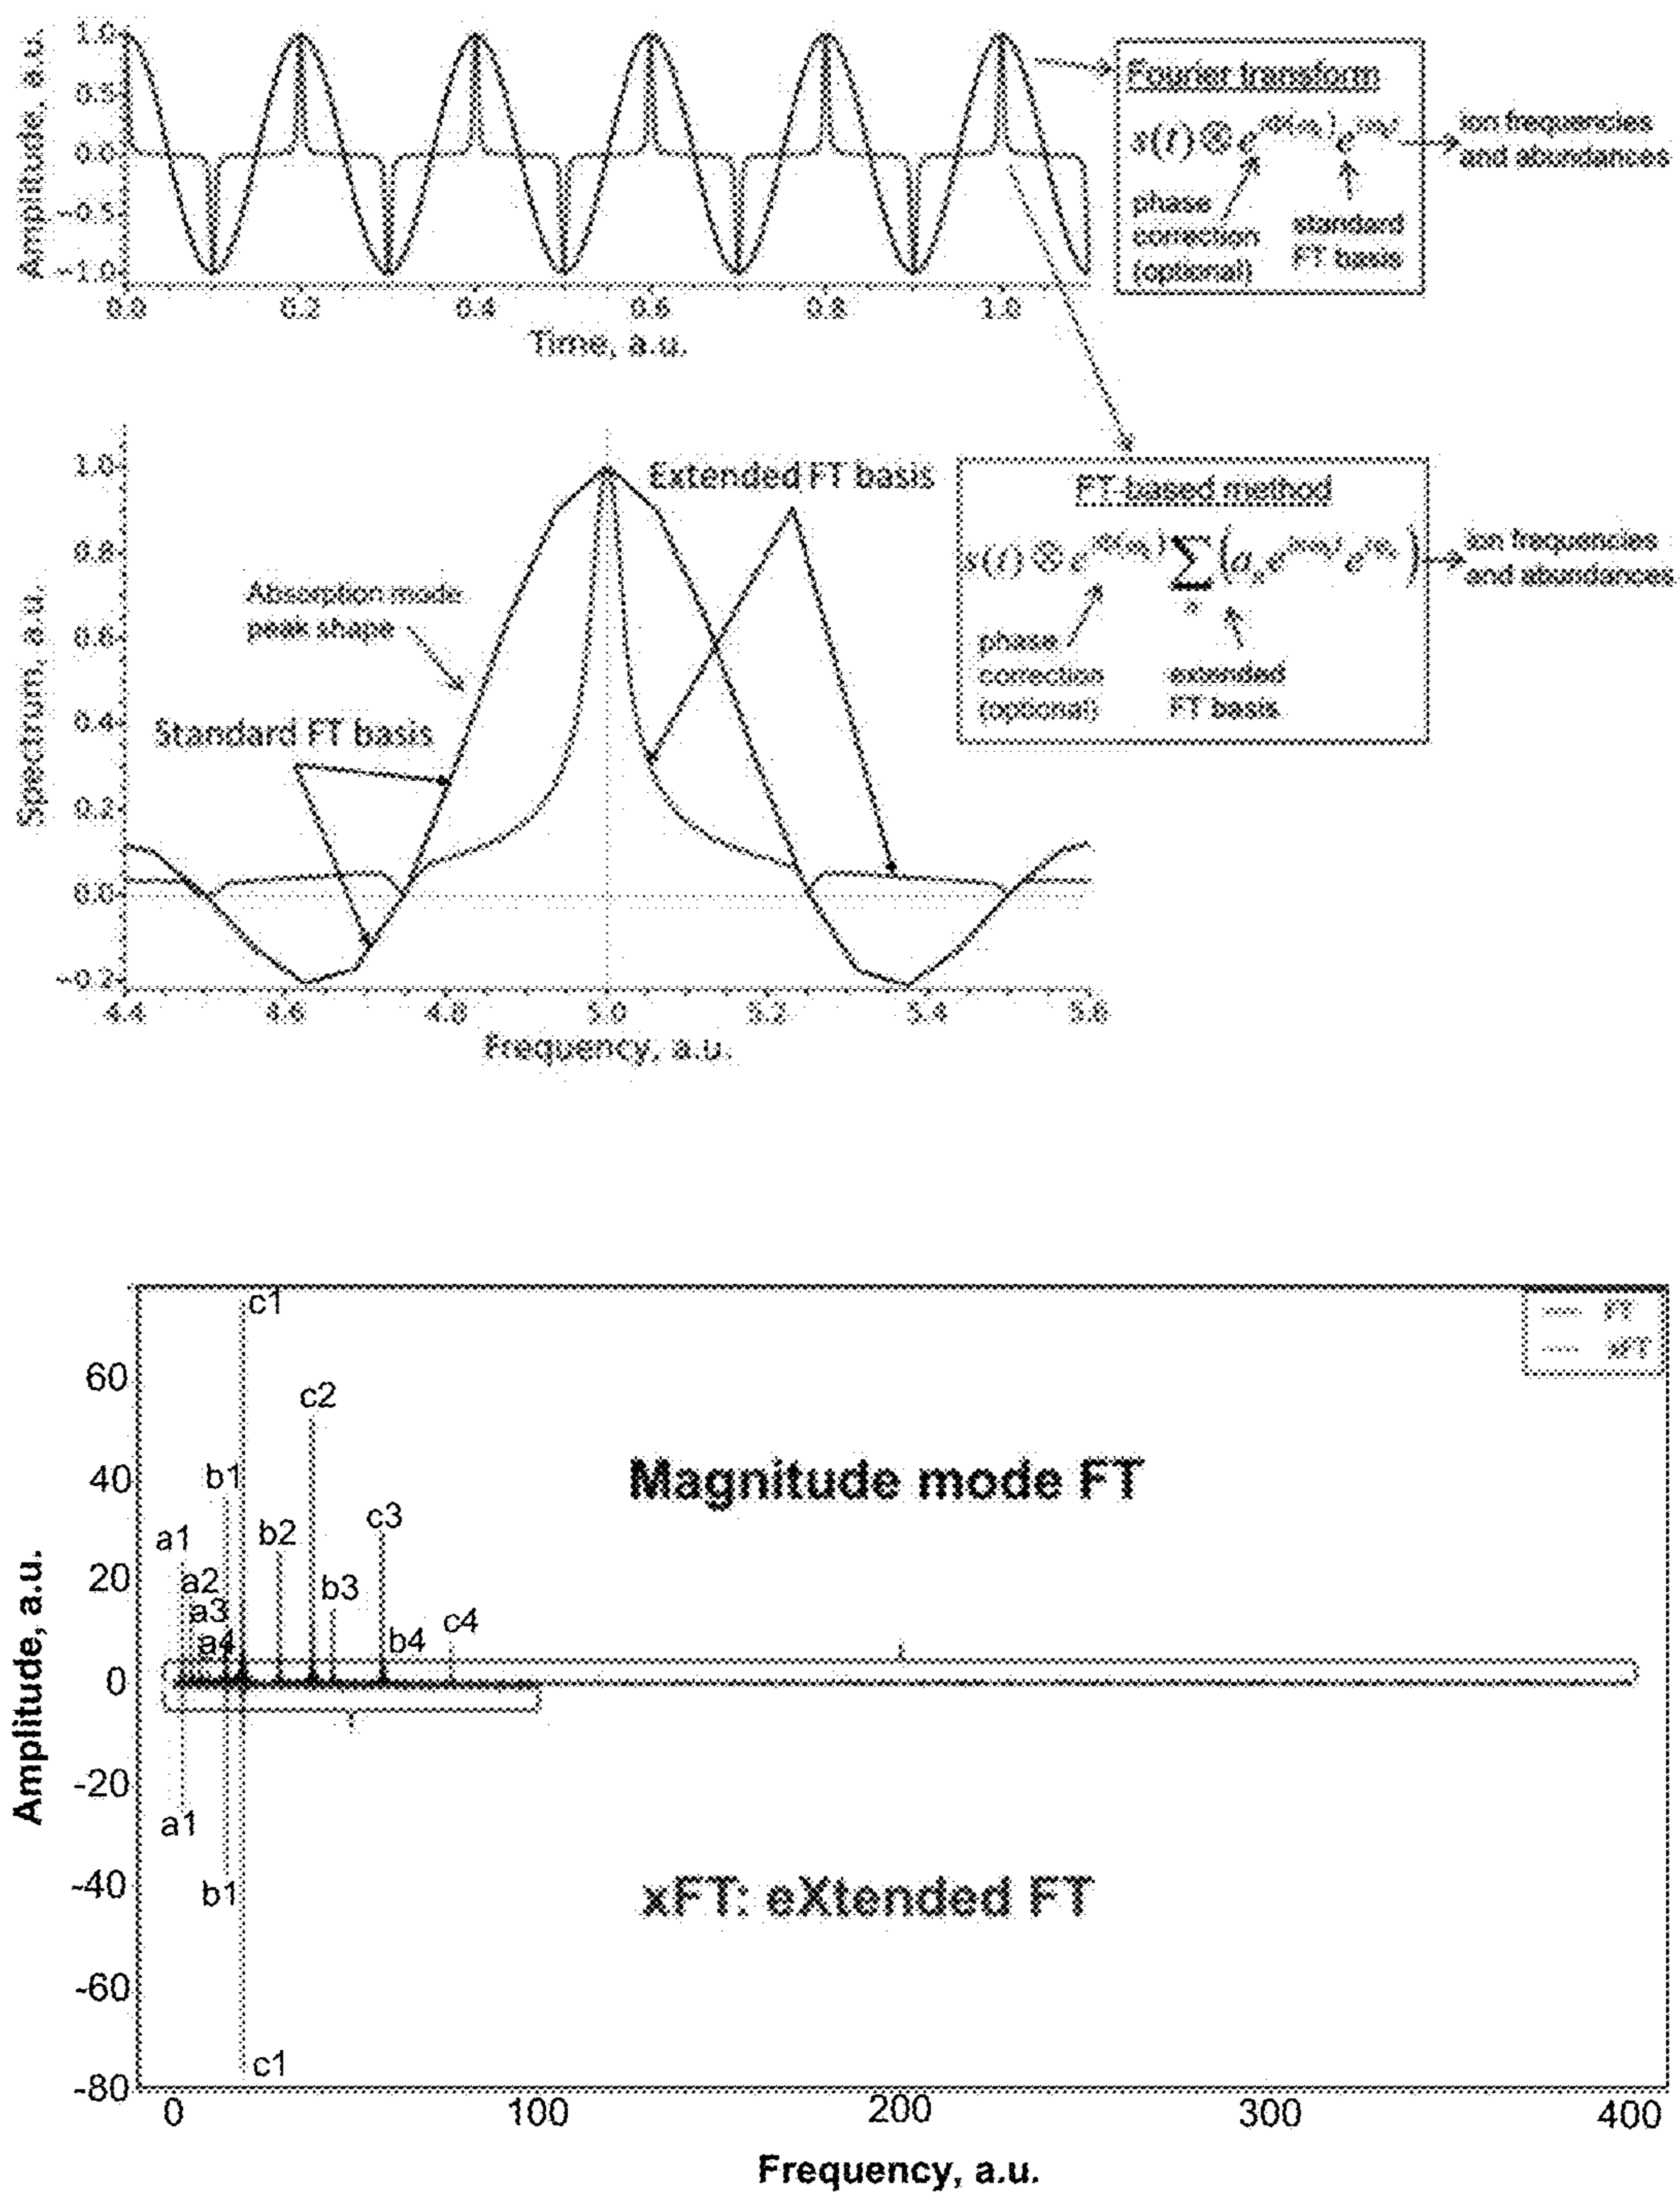 Amplitude, a.u.
1.0
0.5
0.0
-0.5
-1.0
0.0 0.2 0.4 0.6 0.8 1.0
Time, a.u.
Fourier transform
s(t) ⊗
phase
correction
(optional)
standard
FT basis
ion frequencies
and abundances
Spectrum, a.u.
1.0
0.8
0.6
0.4
0.2
0.0
-0.2
4.4 4.6 4.8 5.0 5.2 5.4 5.6
Frequency, a.u.
Extended FT basis
Absorption mode
peak shape
Standard FT basis
FT-based method
s(t) ⊗
phase
correction
(optional)
extended
FT basis
ion frequencies
and abundances
Amplitude, a.u.
60
40
20
0
-20
-40
-60
-80
FT
xFT
c1
c2
b1
c3
a1
b2
a2
b3
a3
c4
a4
b4
Magnitude mode FT
a1
b1
c1
xFT: eXtended FT
0 100 200 300 400
Frequency, a.u.